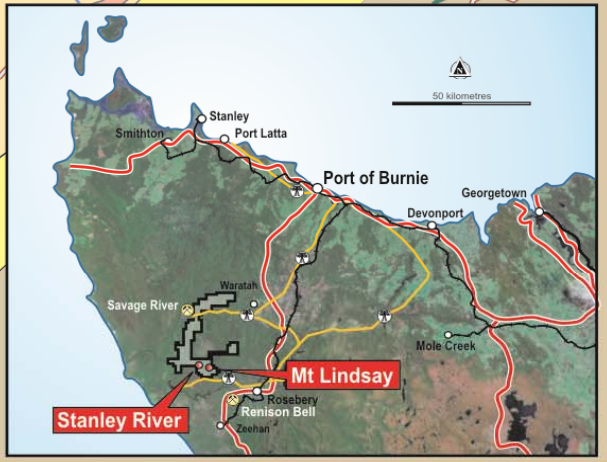 N
50 kilometres
Stanley
Smithton
Port Latta
Port of Burnie
Georgetown
Devonport
Waratah
Savage River
Mole Creek
Mt Lindsay
Rosebery
Stanley River
Renison Bell
Zeehan